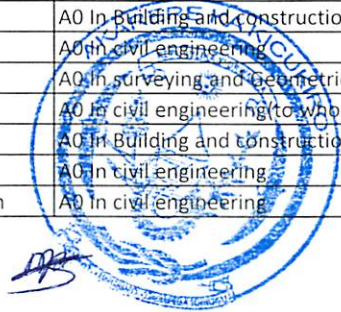 A0 In Building and constructio
A0 In civil engineering
A0 In surveying and Geometri
A0 In civil engineering(to who
A0 In Building and constructio
A0 In civil engineering
n A0 In civil engineering